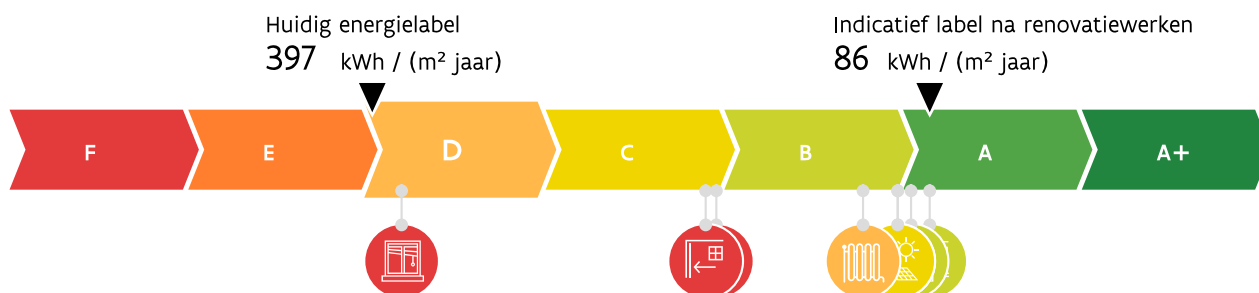 Huidig energielabel
397 kWh / (m² jaar)
Indicatief label na renovatiewerken
86 kWh / (m² jaar)
F E D C B A A+